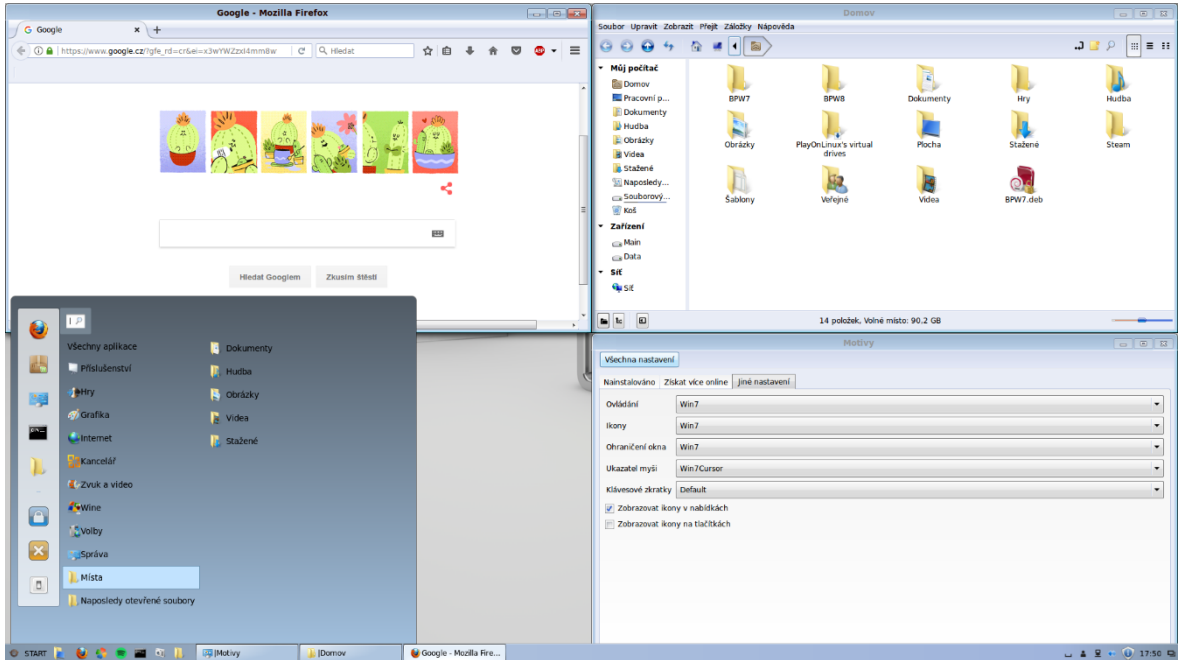 Google - Mozilla Firefox
Google
https://www.google.cz/?gfe_rd=cr&ei=x3wYWZzxI4mm8w
Hledat
ABP
Hledat Googlem
Zkusím štěstí
Domov
Soubor Upravit Zobrazit Přejít Záložky Nápověda
Můj počítač
Domov
Pracovní p...
Dokumenty
Hudba
Obrázky
Videa
Stažené
Naposledy...
Souborový...
Koš
Zařízení
Main
Data
Síť
Síť
BPW7
BPW8
Dokumenty
Hry
Hudba
Obrázky
PlayOnLinux's virtual
drives
Plocha
Stažené
Steam
Šablony
Veřejné
Videa
BPW7.deb
14 položek, Volné místo: 90.2 GB
Všechny aplikace
Příslušenství
Hry
Grafika
Internet
Kancelář
Zvuk a video
Wine
Volby
Správa
Místa
Naposledy otevřené soubory
Dokumenty
Hudba
Obrázky
Videa
Stažené
Motivy
Všechna nastavení
Nainstalováno
Získat více online
Jiné nastavení
Ovládání
Win7
Ikony
Win7
Ohraničení okna
Win7
Ukazatel myši
Win7Cursor
Klávesové zkratky
Default
Zobrazovat ikony v nabídkách
Zobrazovat ikony na tlačítkách
START
|Motivy
|Domov
Google - Mozilla Fire...
17:50